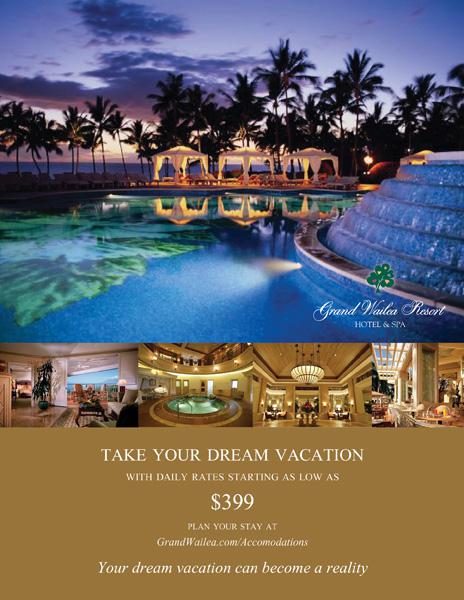 Grand Wailea Resort
HOTEL & SPA
TAKE YOUR DREAM VACATION
WITH DAILY RATES STARTING AS LOW AS
$399
PLAN YOUR STAY AT
GrandWailea.com/Accomodations
Your dream vacation can become a reality